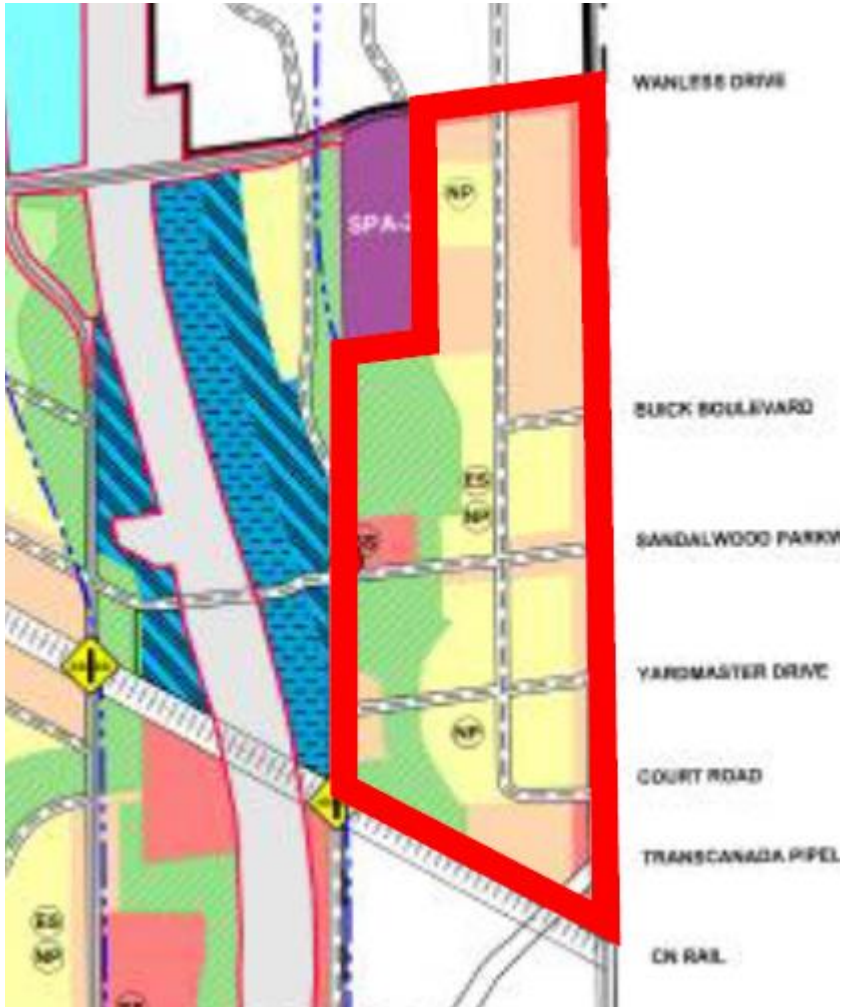 WANLESS DRIVE
NP
SPA-
BUICK BOULEVARD
ES
NP
SANDALWOOD PARKW
YARDMASTER DRIVE
NP
COURT ROAD
TRANSCANADA PIPEL
ES
NP
CN RAIL